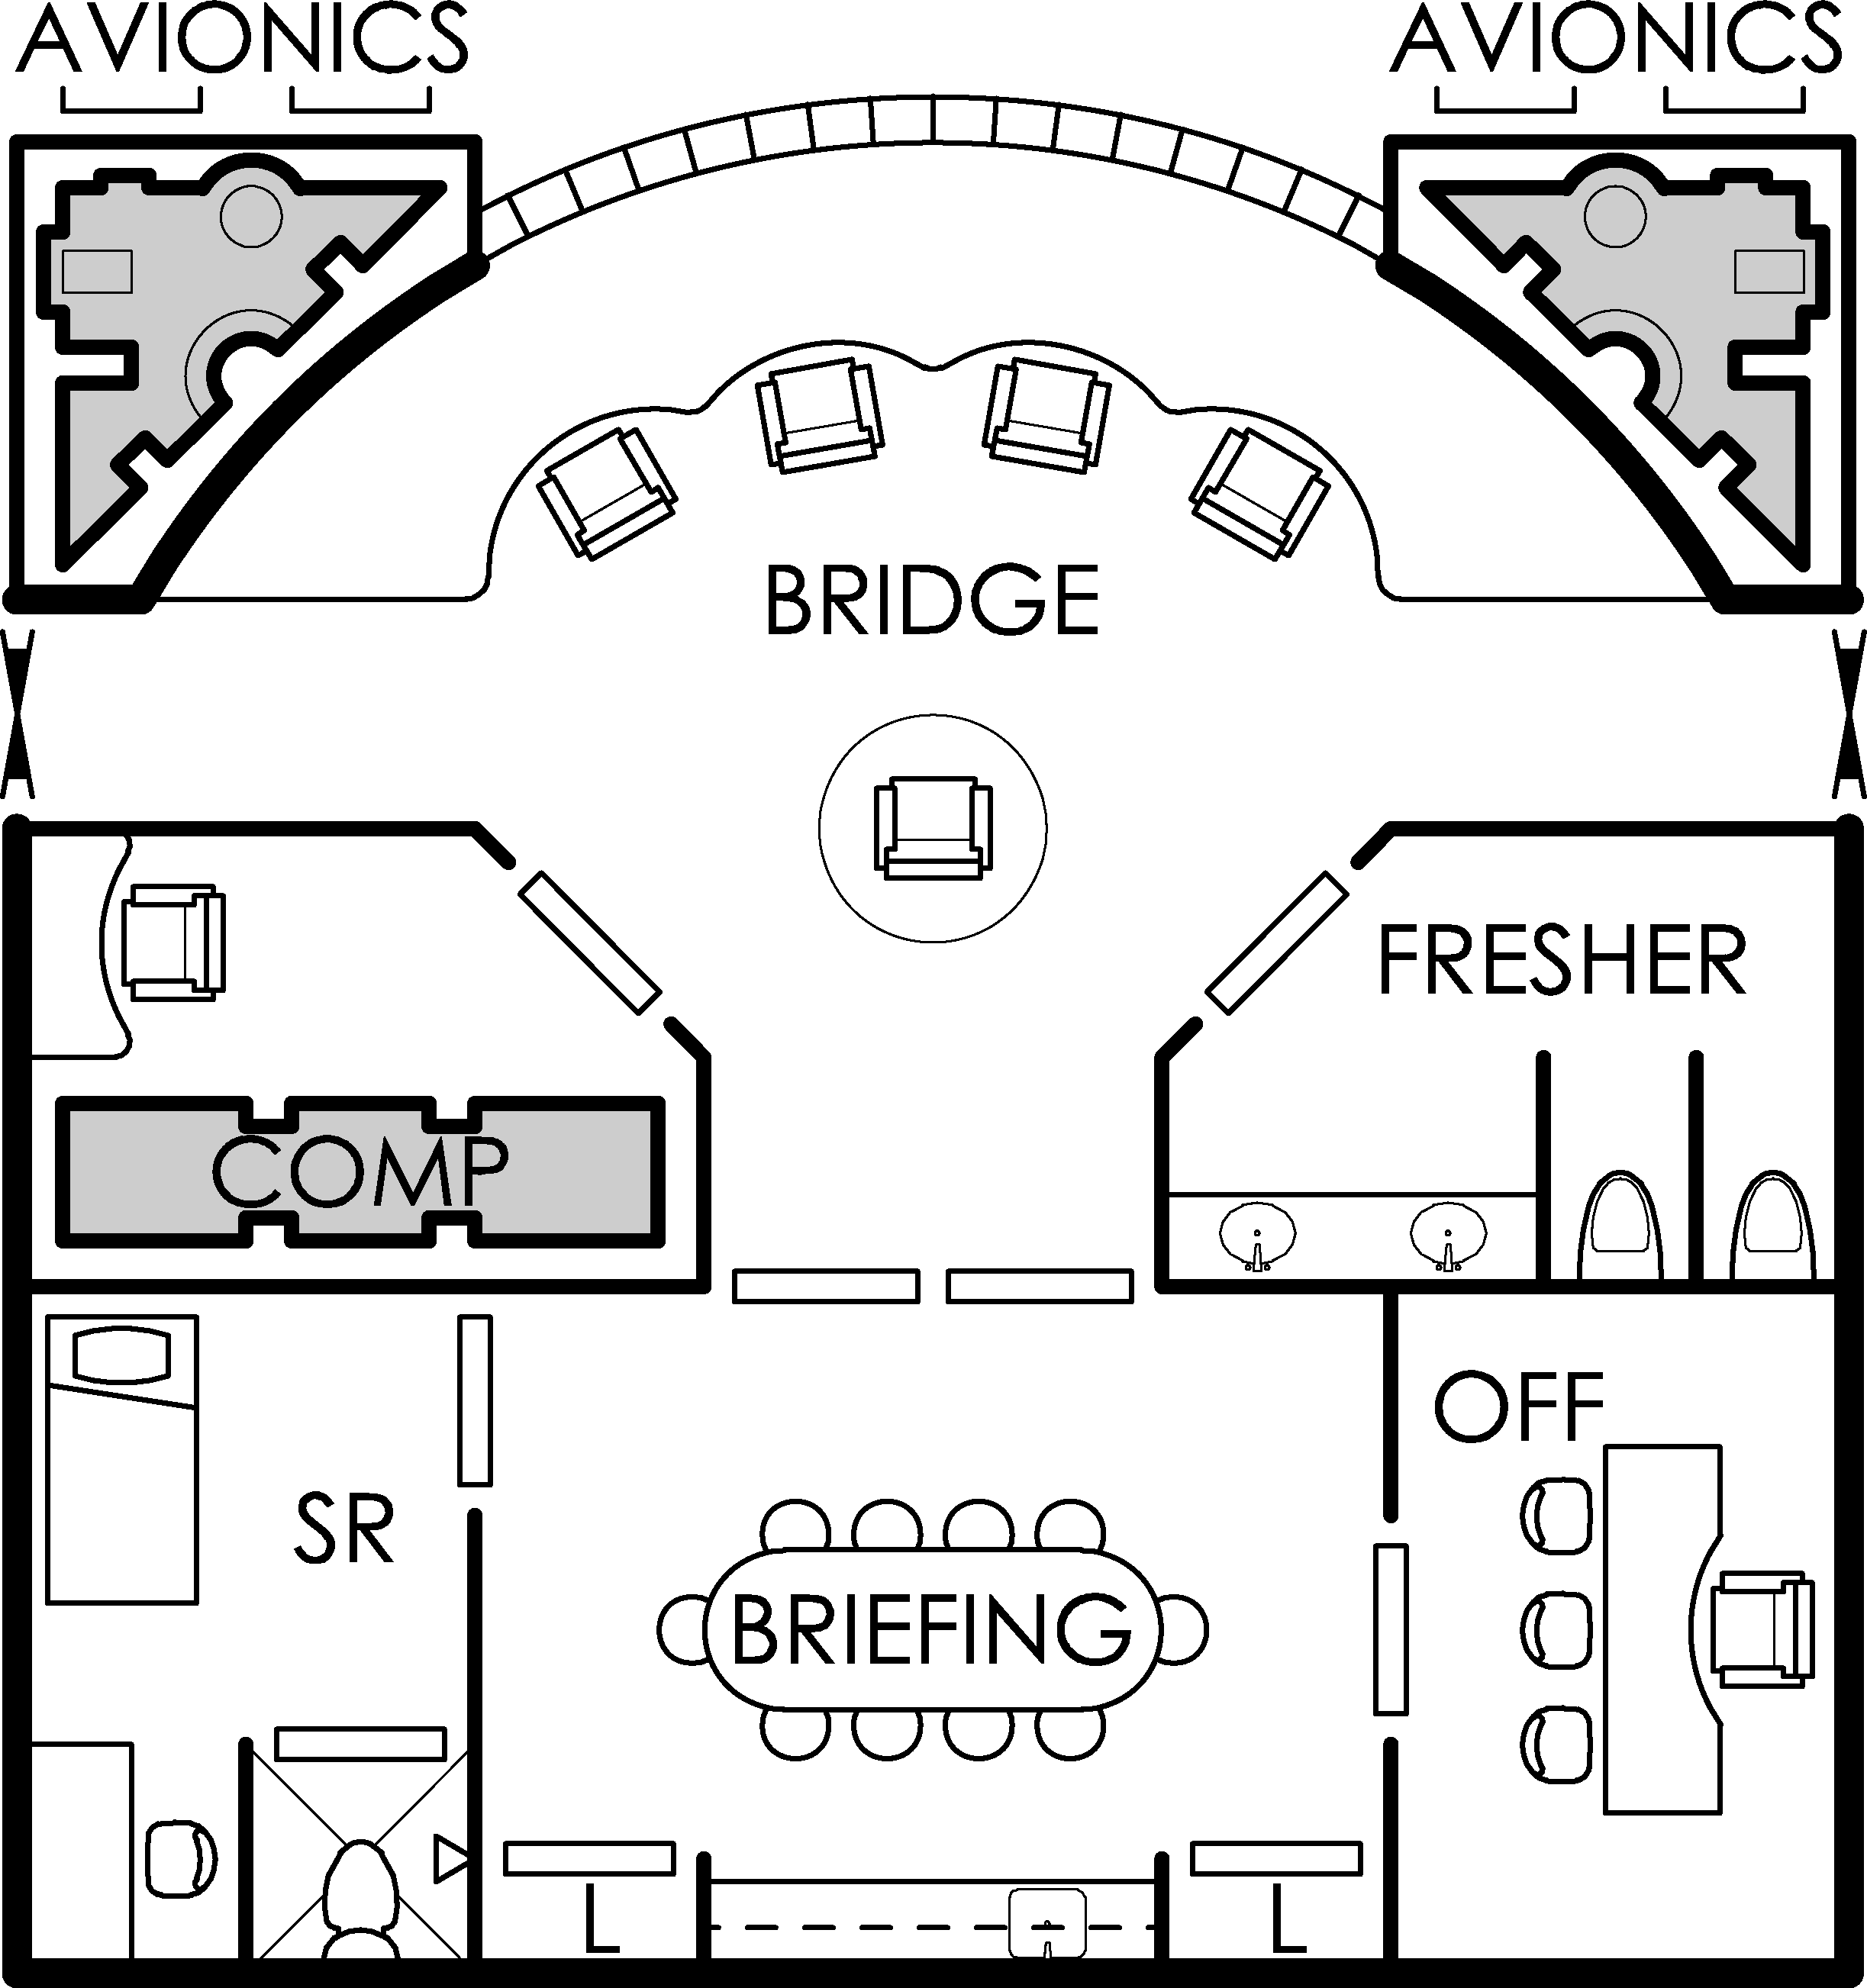 AVIONICS
AVIONICS
BRIDGE
FRESHER
COMP
OFF
SR
BRIEFING
L
L